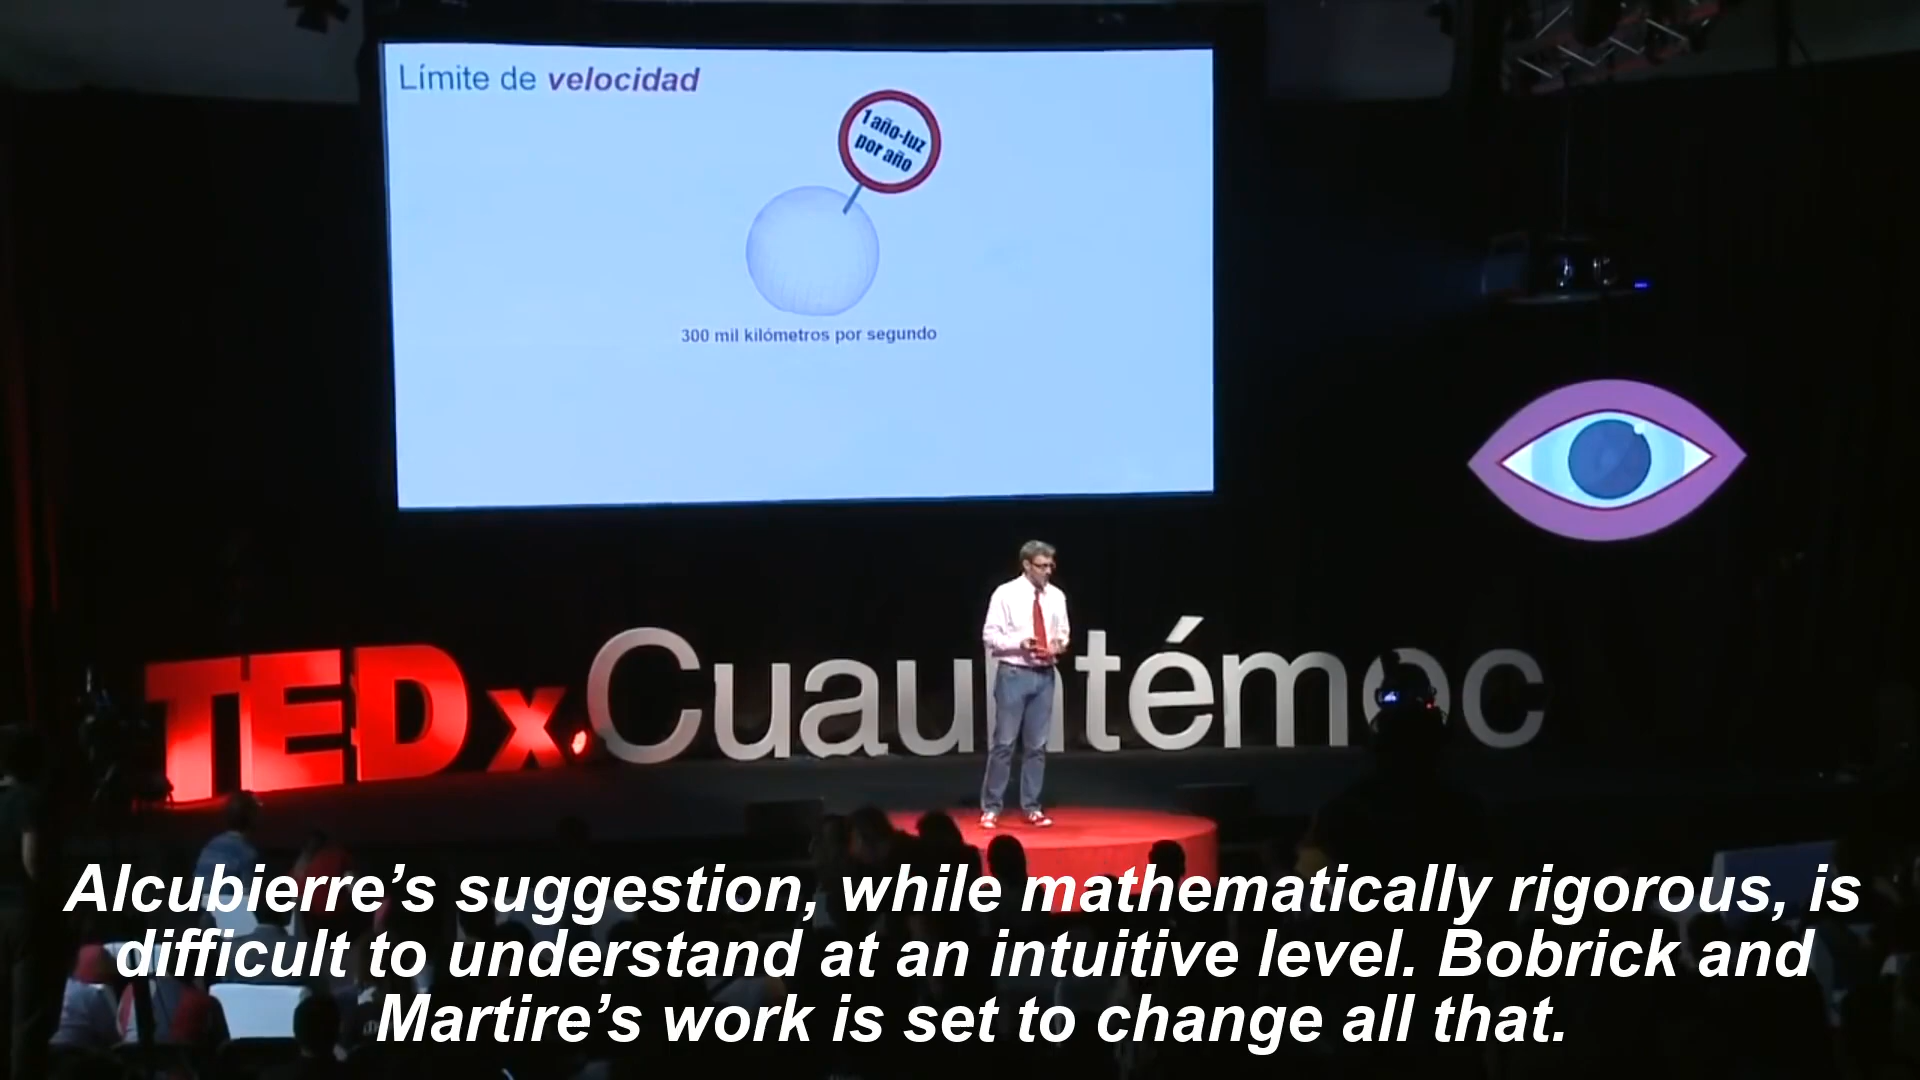 Límite de velocidad
1 año-luz
por año
300 mil kilómetros por segundo
TEDx Cuauhtémoc
Alcubierre’s suggestion, while mathematically rigorous, is
difficult to understand at an intuitive level. Bobrick and
Martire’s work is set to change all that.